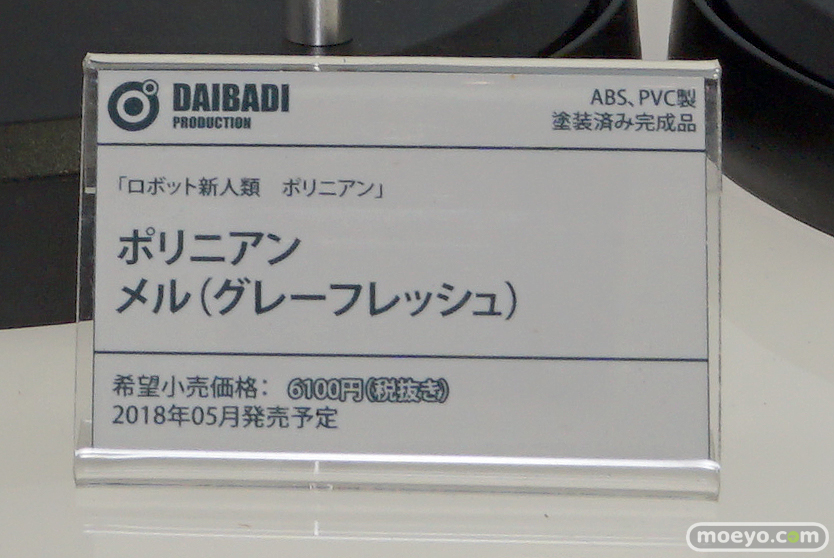 DAIBADI
PRODUCTION
ABS、PVC製
塗装済み完成品
「ロボット新人類　ポリニアン」
ポリニアン
メル（グレーフレッシュ）
希望小売価格： 6100円（税抜き）
2018年05月発売予定
moeyo.com